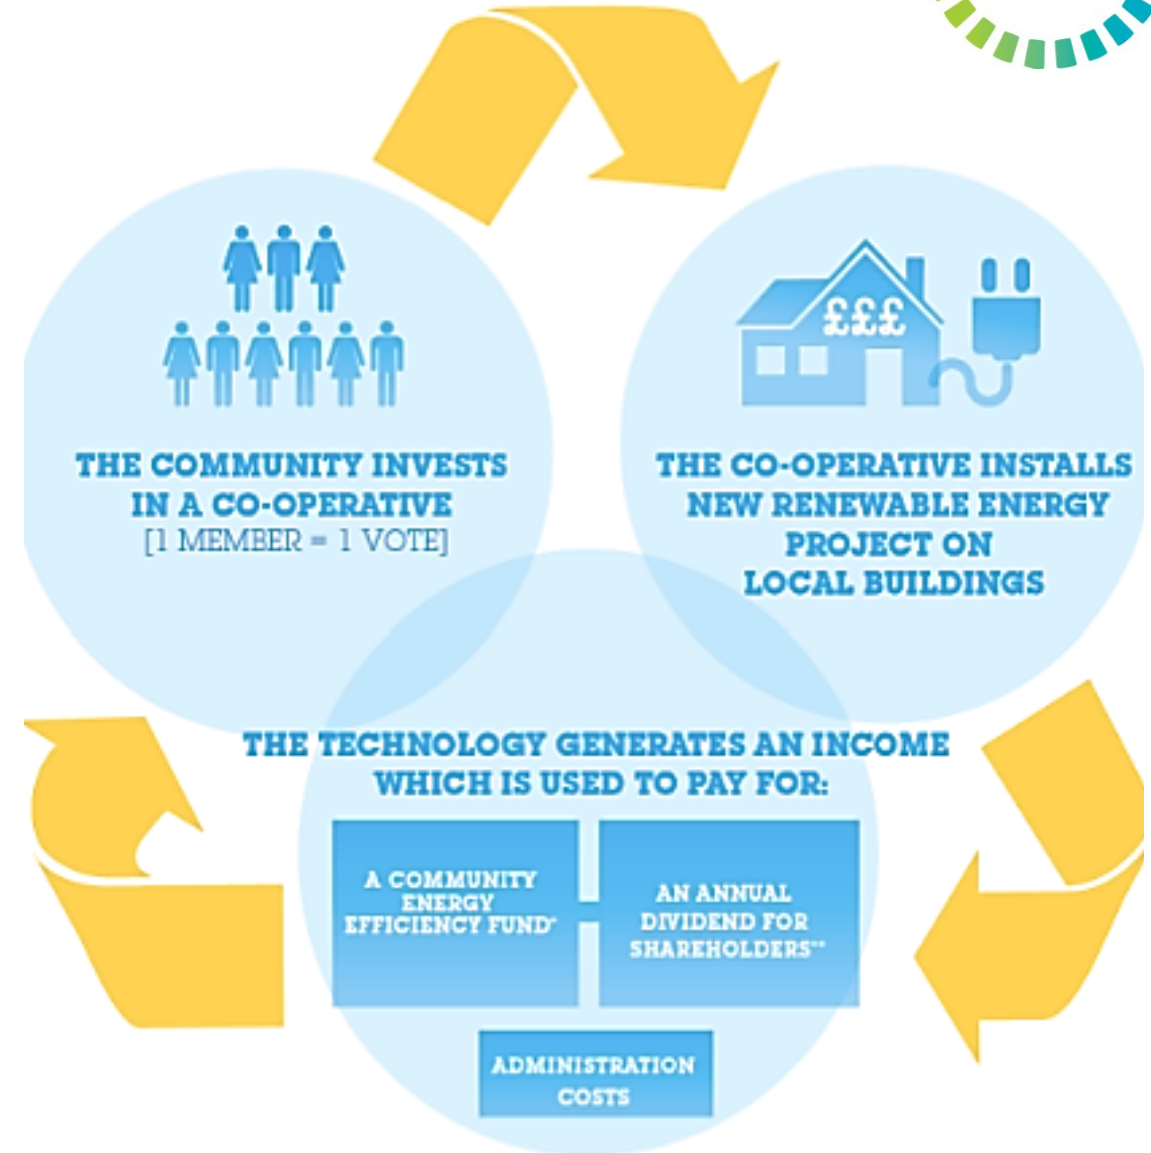 THE COMMUNITY INVESTS
IN A CO-OPERATIVE
[1 MEMBER = 1 VOTE]
£££
THE CO-OPERATIVE INSTALLS
NEW RENEWABLE ENERGY
PROJECT ON
LOCAL BUILDINGS
THE TECHNOLOGY GENERATES AN INCOME
WHICH IS USED TO PAY FOR:
A COMMUNITY
ENERGY
EFFICIENCY FUND*
AN ANNUAL
DIVIDEND FOR
SHAREHOLDERS**
ADMINISTRATION
COSTS